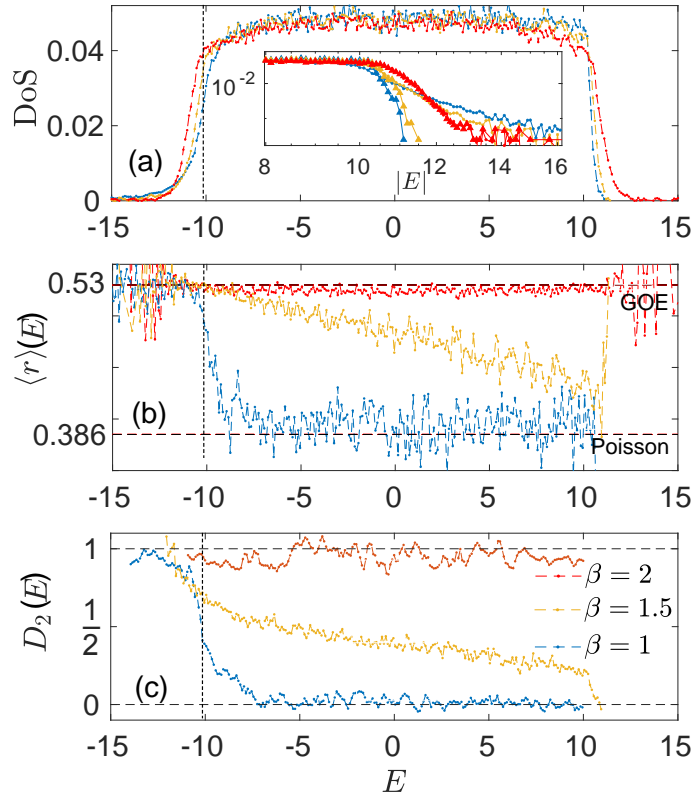 DoS
0.04
0.02
0
(a)
10⁻²
8 10 12 14 16
|E|
-15 -10 -5 0 5 10 15
⟨r⟩(E)
0.53
0.386
GOE
(b)
Poisson
-15 -10 -5 0 5 10 15
D₂(E)
1
1/2
0
β = 2
β = 1.5
β = 1
(c)
-15 -10 -5 0 5 10 15
E